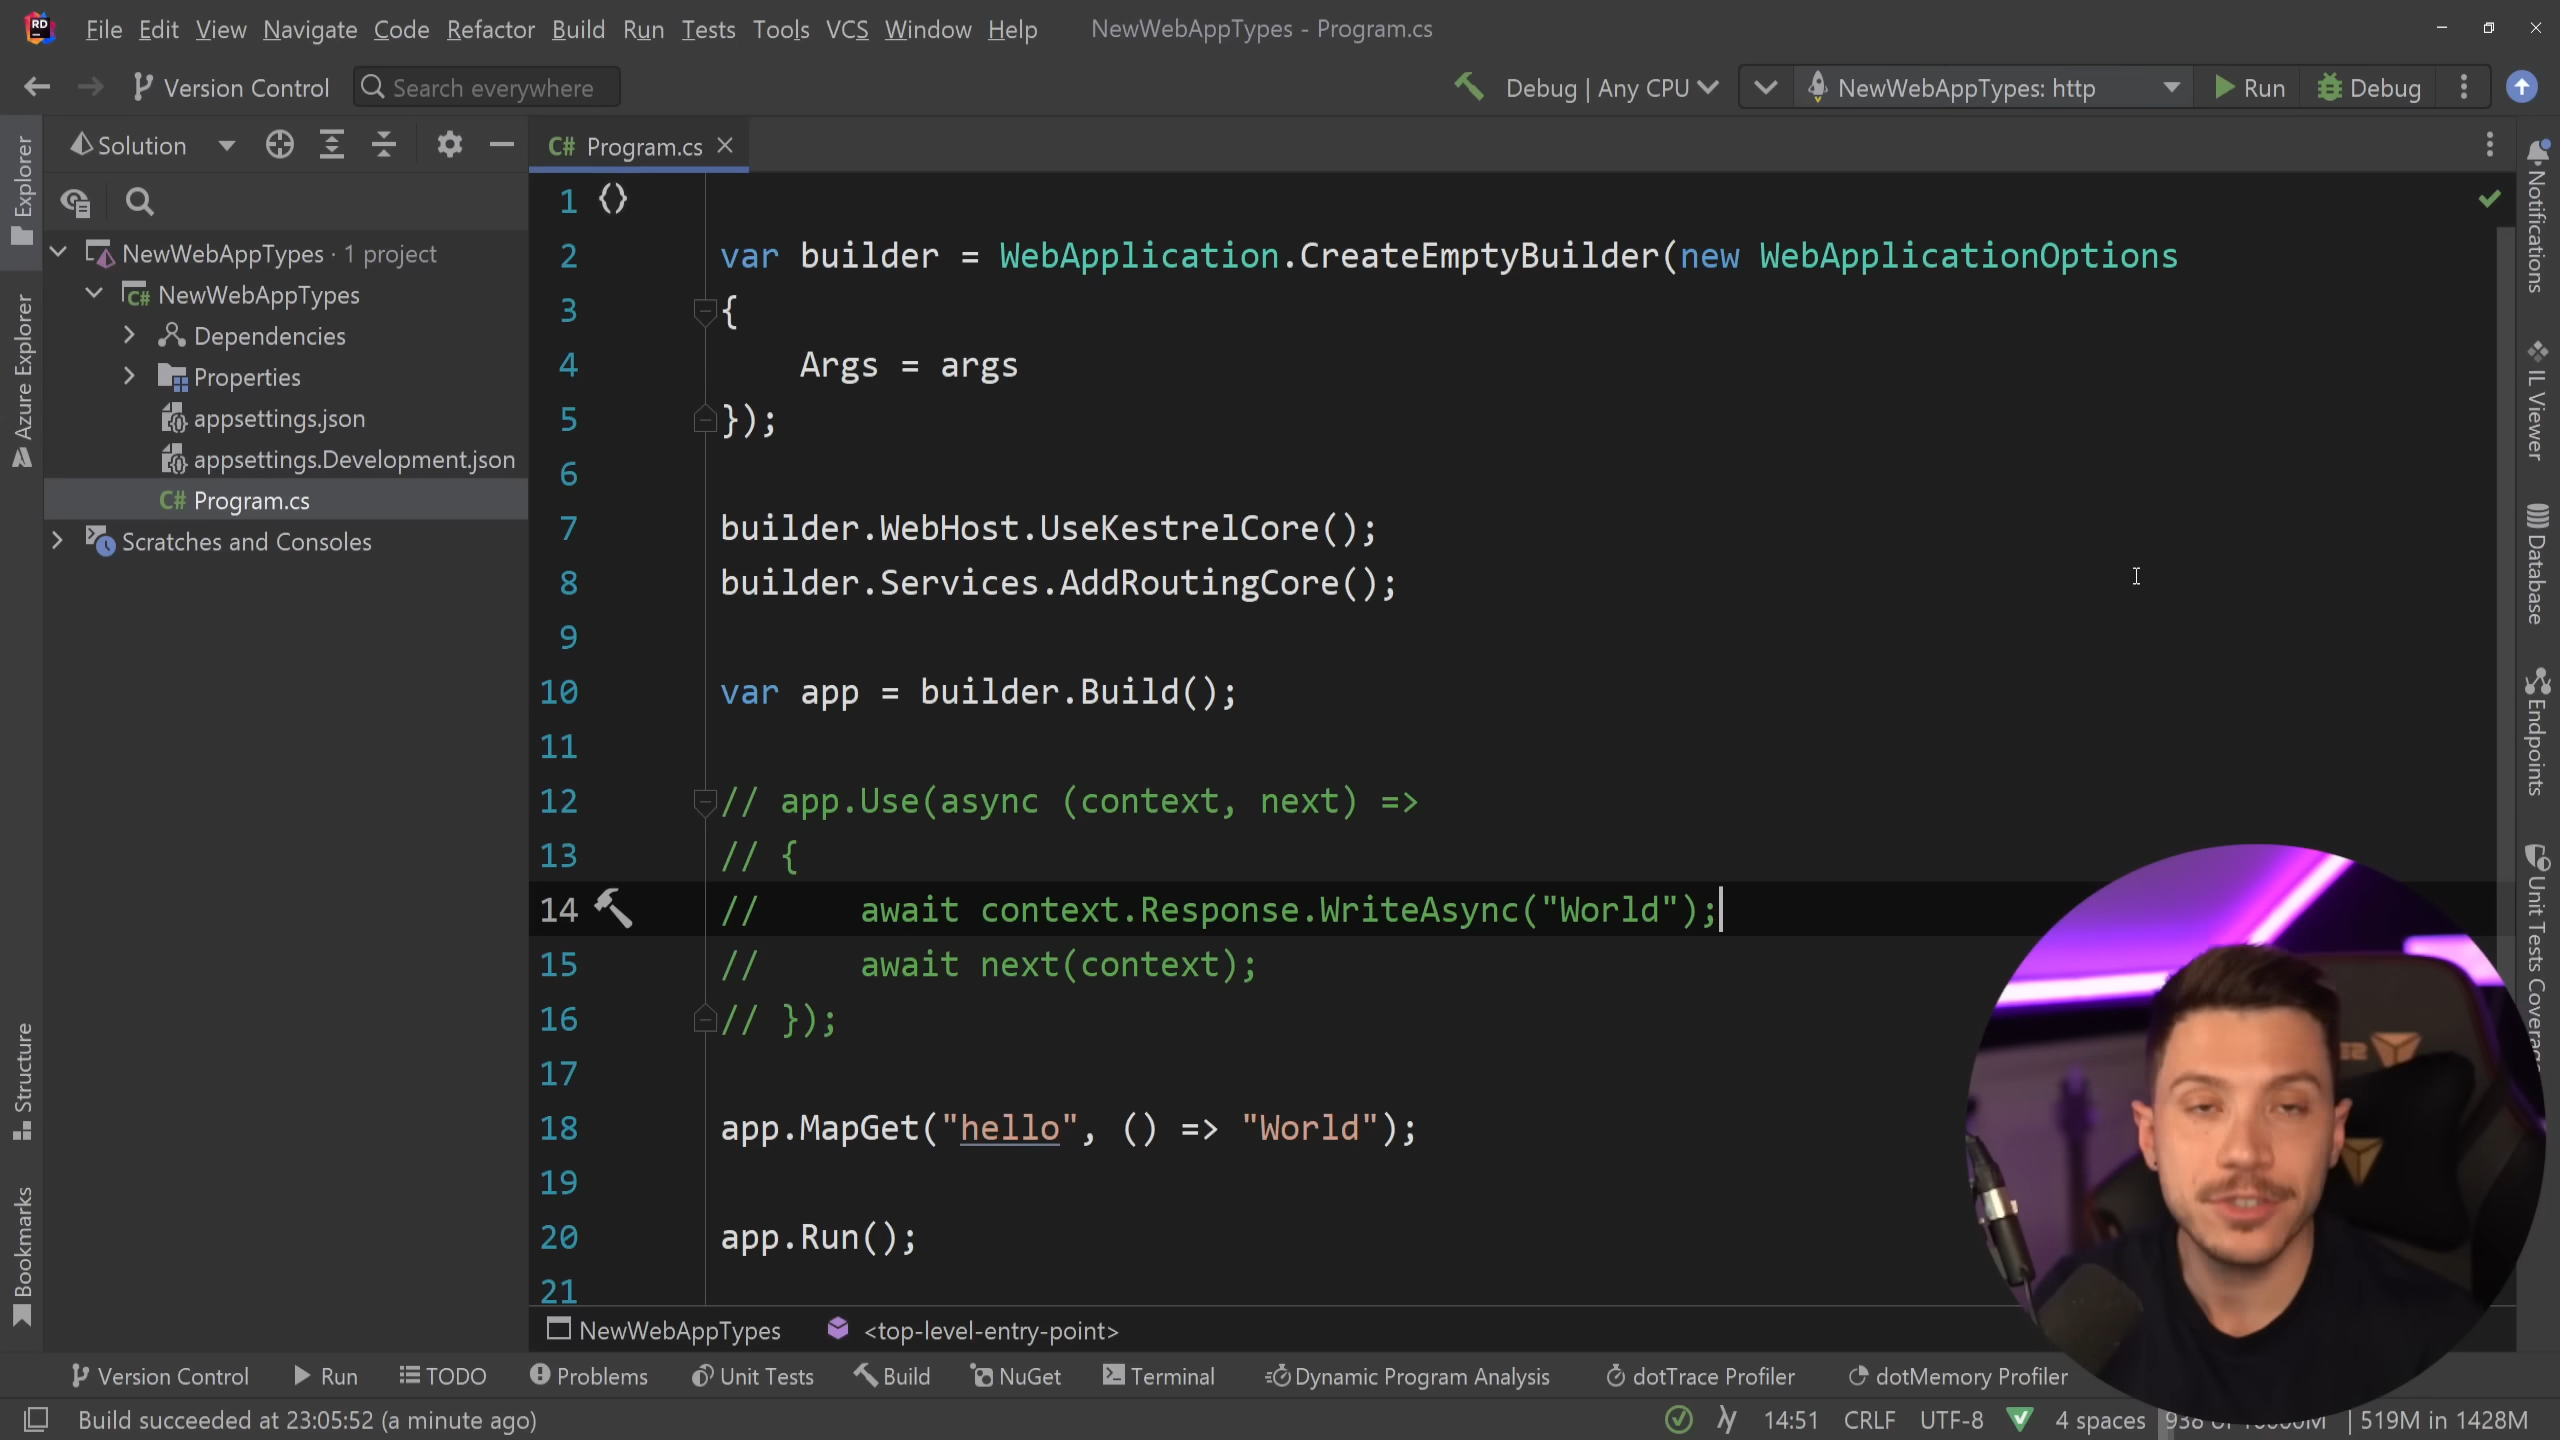 RD File Edit View Navigate Code Refactor Build Run Tests Tools VCS Window Help NewWebAppTypes - Program.cs
Version Control Search everywhere Debug | Any CPU NewWebAppTypes: http Run Debug
Explorer
Azure Explorer
Structure
Bookmarks
Solution
NewWebAppTypes · 1 project
C# NewWebAppTypes
Dependencies
Properties
appsettings.json
appsettings.Development.json
C# Program.cs
Scratches and Consoles
C# Program.cs
1
2 var builder = WebApplication.CreateEmptyBuilder(new WebApplicationOptions
3 {
4 Args = args
5 });
6
7 builder.WebHost.UseKestrelCore();
8 builder.Services.AddRoutingCore();
9
10 var app = builder.Build();
11
12 // app.Use(async (context, next) =>
13 // {
14 // await context.Response.WriteAsync("World");
15 // await next(context);
16 // });
17
18 app.MapGet("hello", () => "World");
19
20 app.Run();
21
NewWebAppTypes <top-level-entry-point>
Notifications
IL Viewer
Database
Endpoints
Unit Tests Coverage
Version Control Run TODO Problems Unit Tests Build NuGet Terminal Dynamic Program Analysis dotTrace Profiler dotMemory Profiler
Build succeeded at 23:05:52 (a minute ago) 14:51 CRLF UTF-8 4 spaces 519M in 1428M